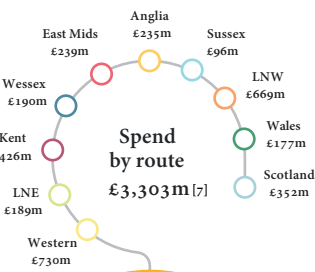 Anglia
£235m
East Mids
£239m
Sussex
£96m
Wessex
£190m
LNW
£669m
Kent
426m
Wales
£177m
Spend
by route
£3,303m [7]
Scotland
£352m
LNE
£189m
Western
£730m